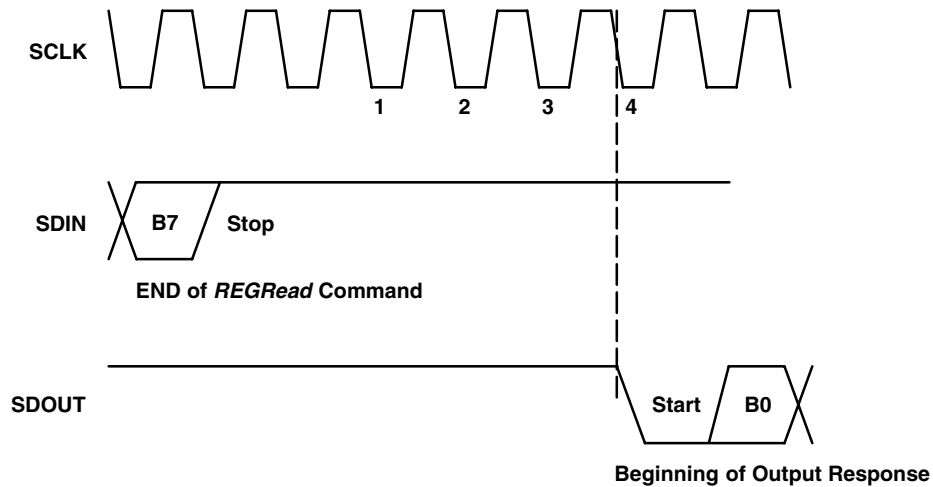 SCLK
1 2 3 4
SDIN B7 Stop
END of REGRead Command
SDOUT Start B0
Beginning of Output Response